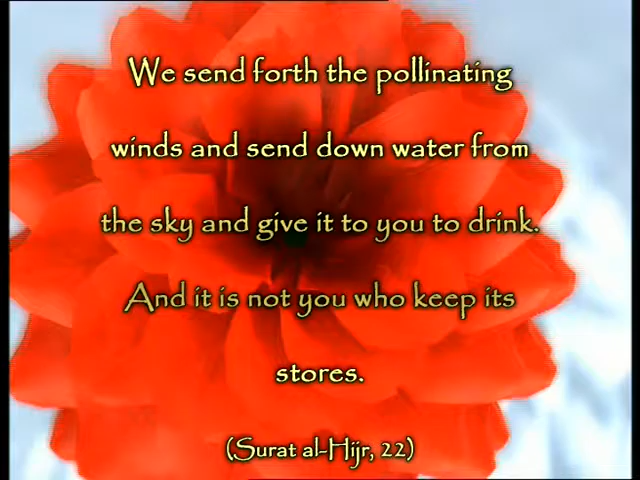 We send forth the pollinating
winds and send down water from
the sky and give it to you to drink.
And it is not you who keep its
stores.
(Surat al-Hijr, 22)